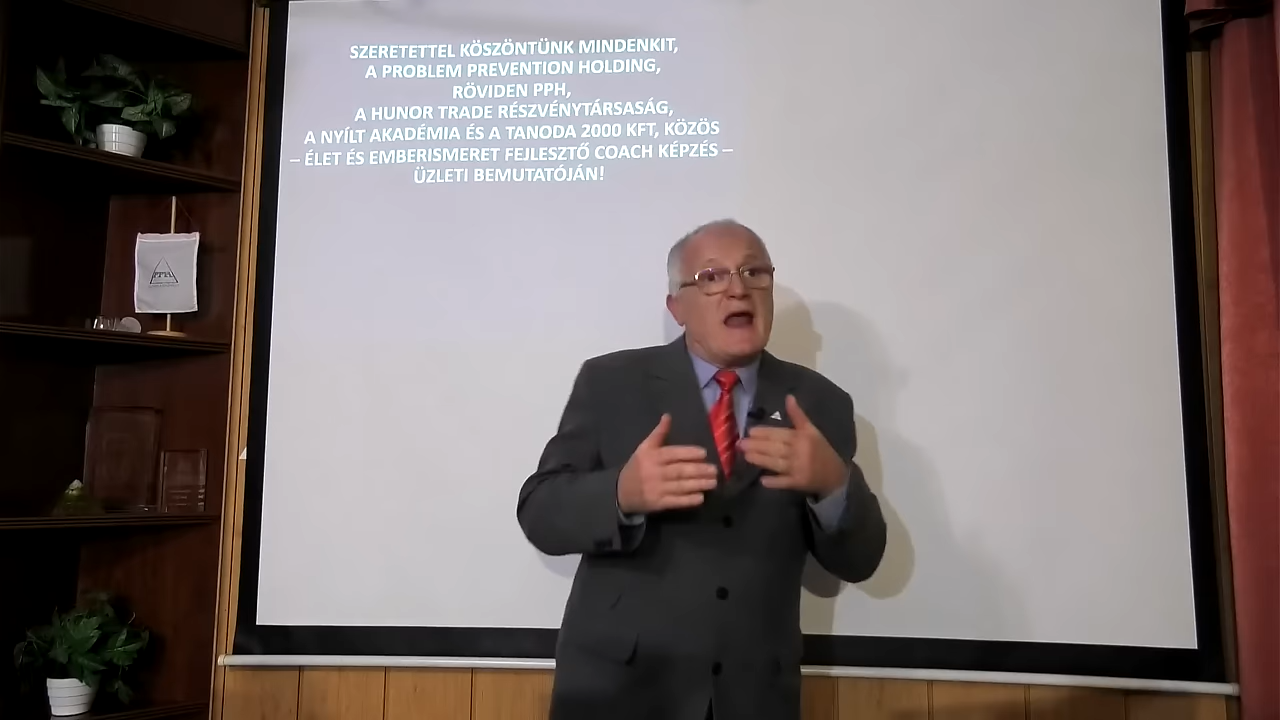 SZERETETTEL KÖSZÖNTÜNK MINDENKIT,
A PROBLEM PREVENTION HOLDING,
RÖVIDEN PPH,
A HUNOR TRADE RÉSZVÉNYTÁRSASÁG,
A NYÍLT AKADÉMIA ÉS A TANODA 2000 KFT, KÖZÖS
– ÉLET ÉS EMBERISMERET FEJLESZTŐ COACH KÉPZÉS –
ÜZLETI BEMUTATÓJÁN!